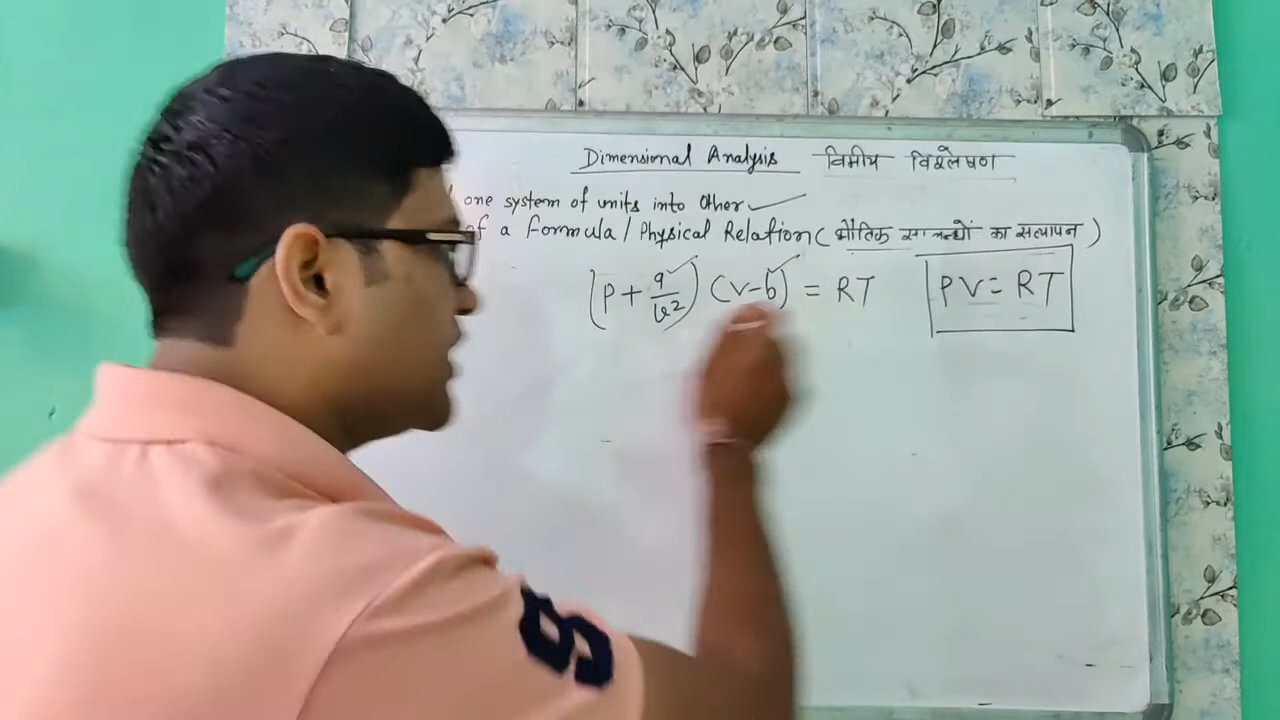 Dimensional Analysis विमीय विश्लेषण
one system of units into Other
of a Formula / Physical Relation ( भौतिक सम्बन्धों का सत्यापन )
(P + a/v²) (v-b) = RT PV = RT